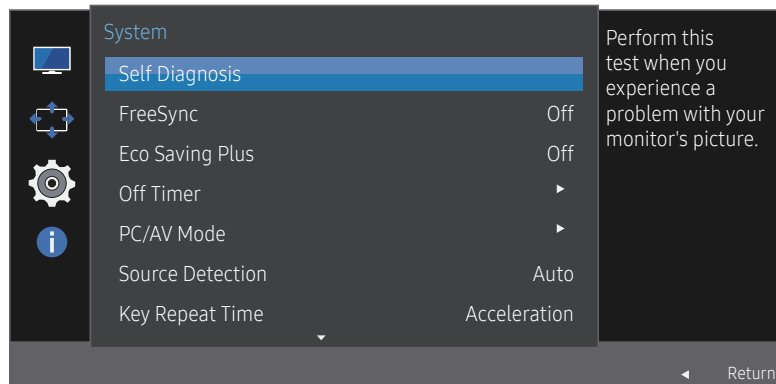 System
Self Diagnosis
FreeSync Off
Eco Saving Plus Off
Off Timer
PC/AV Mode
Source Detection Auto
Key Repeat Time Acceleration
Perform this
test when you
experience a
problem with your
monitor's picture.
Return